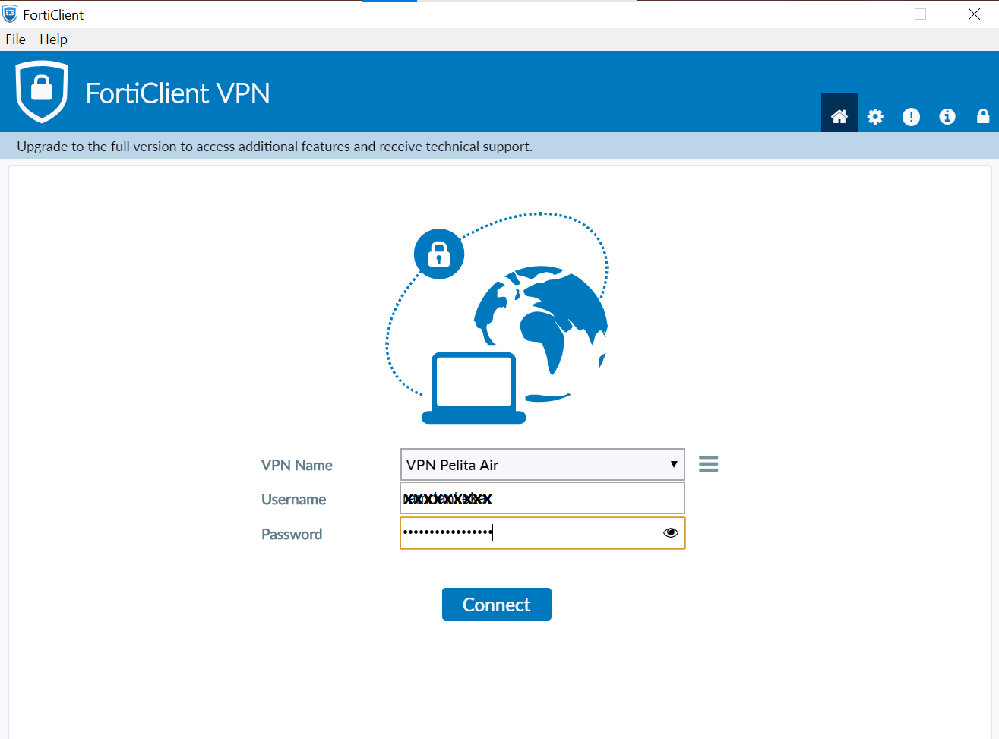 FortiClient
File Help
FortiClient VPN
Upgrade to the full version to access additional features and receive technical support.
VPN Name VPN Pelita Air
Username xxxxxxxxx
Password •••••••••••••••••
Connect